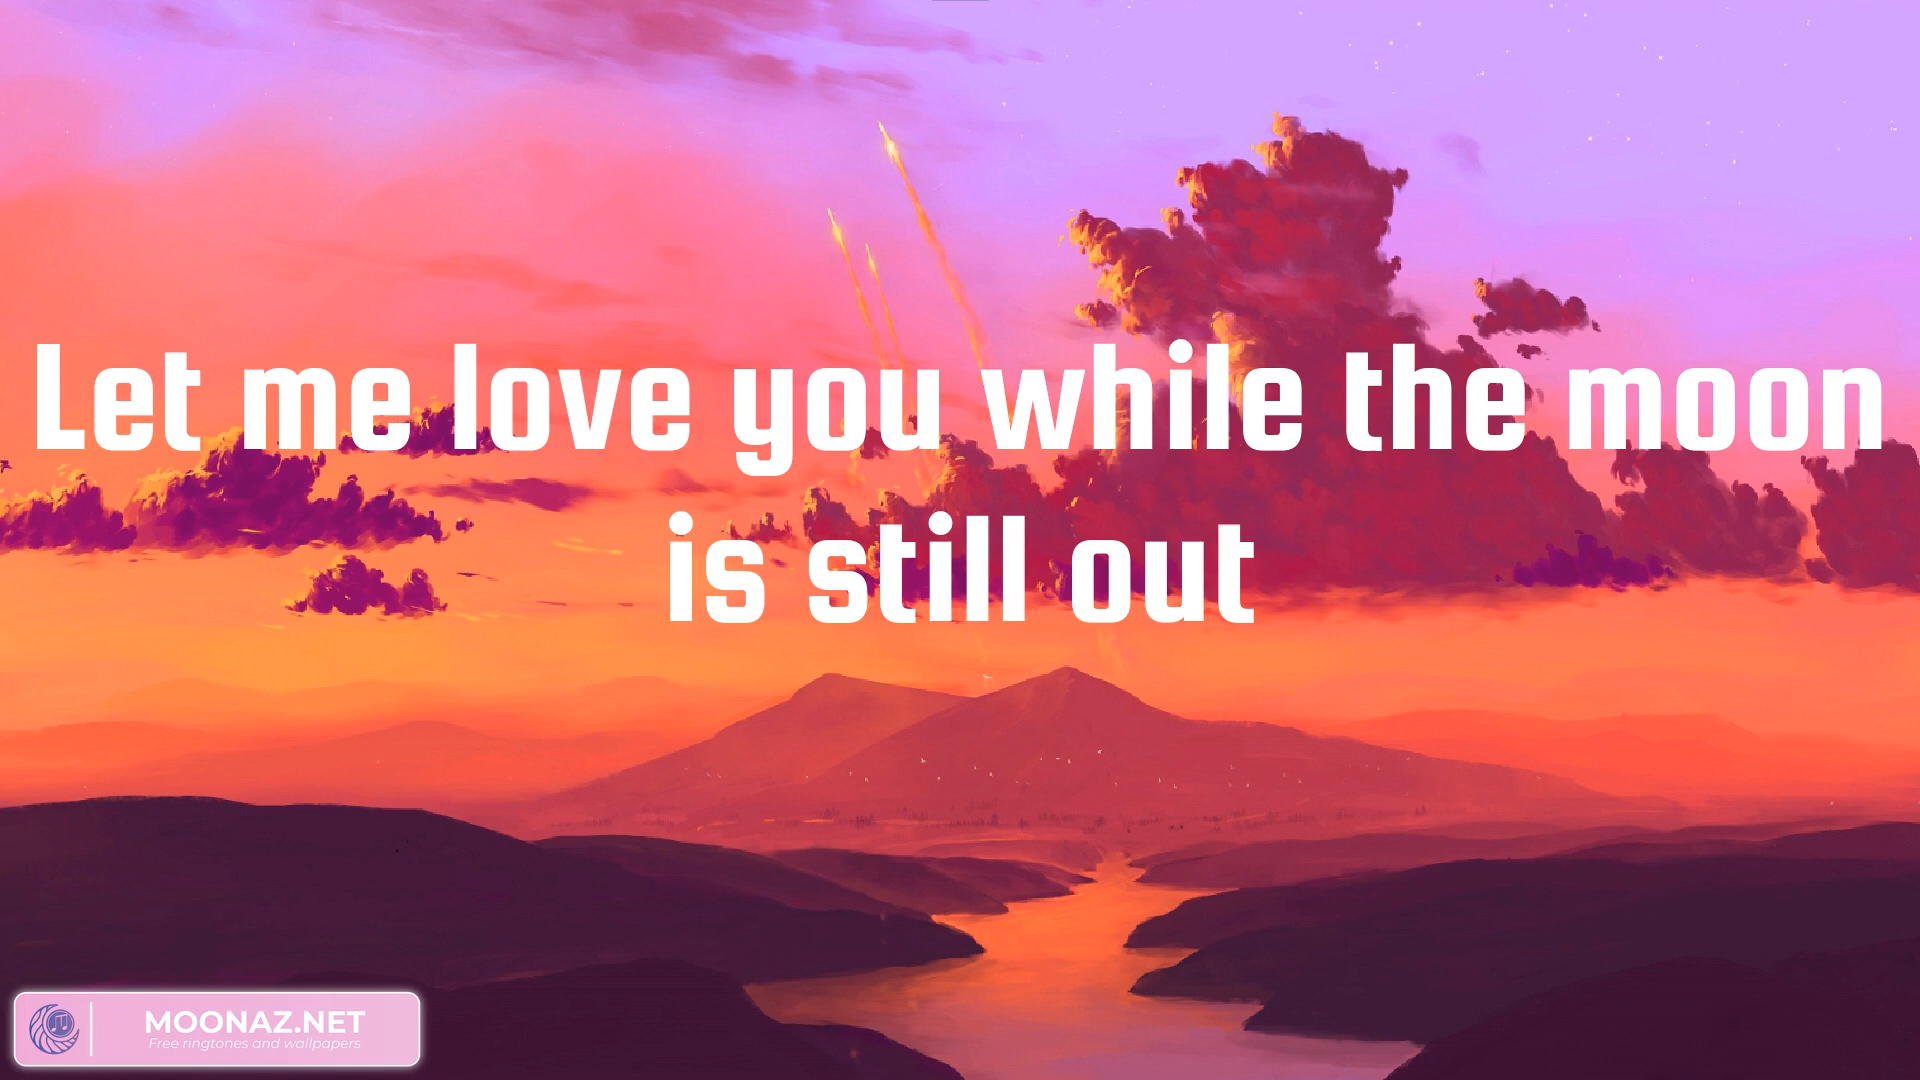 Let me love you while the moon
is still out
MOONAZ.NET
Free ringtones and wallpapers